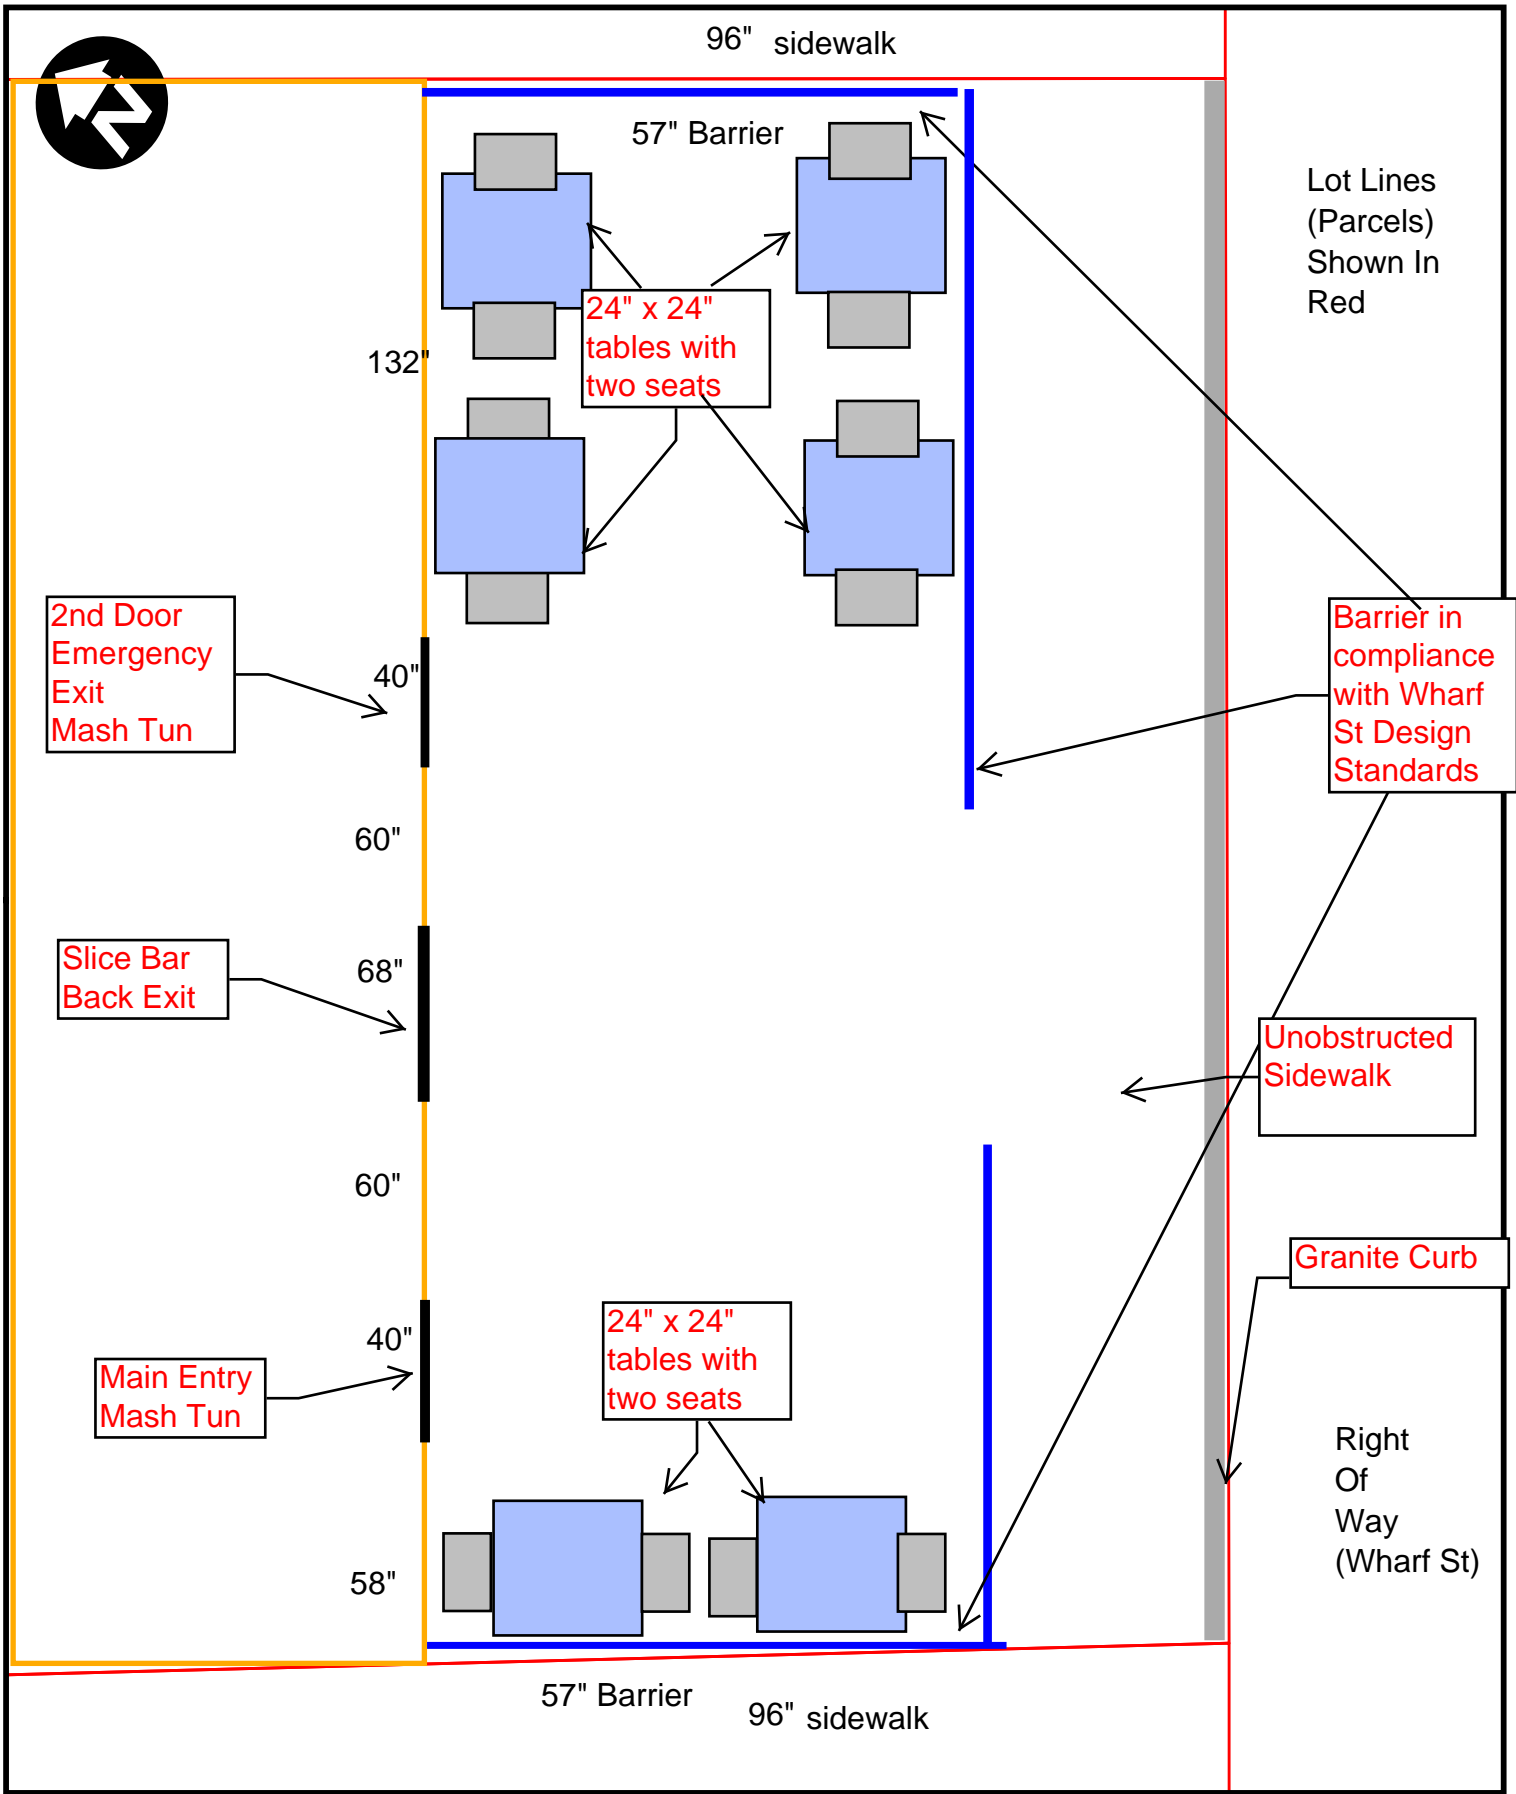 96" sidewalk
N
57" Barrier
Lot Lines
(Parcels)
Shown In
Red
24" x 24"
tables with
two seats
132"
2nd Door
Emergency
Exit
Mash Tun
40"
Barrier in
compliance
with Wharf
St Design
Standards
60"
Slice Bar
Back Exit
68"
Unobstructed
Sidewalk
60"
Granite Curb
24" x 24"
tables with
two seats
40"
Main Entry
Mash Tun
Right
Of
Way
(Wharf St)
58"
57" Barrier
96" sidewalk